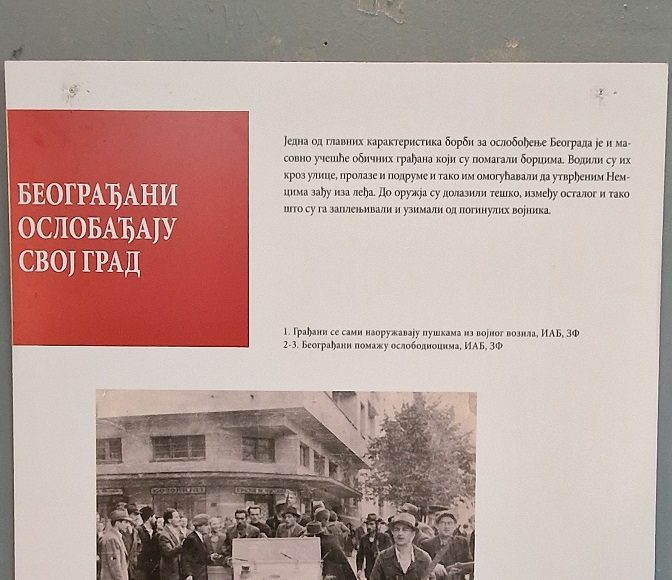 БЕОГРАЂАНИ
ОСЛОБАЂАЈУ
СВОЈ ГРАД
Једна од главних карактеристика борби за ослобођење Београда је и ма-
совно учешће обичних грађана који су помагали борцима. Водили су их
кроз улице, пролазе и подруме и тако им омогућавали да утврђеним Нем-
цима зађу иза леђа. До оружја су долазили тешко, између осталог и тако
што су га заплењивали и узимали од погинулих војника.
1. Грађани се сами наоружавају пушкама из војног возила, ИАБ, ЗФ
2-3. Београђани помажу ослободиоцима, ИАБ, ЗФ